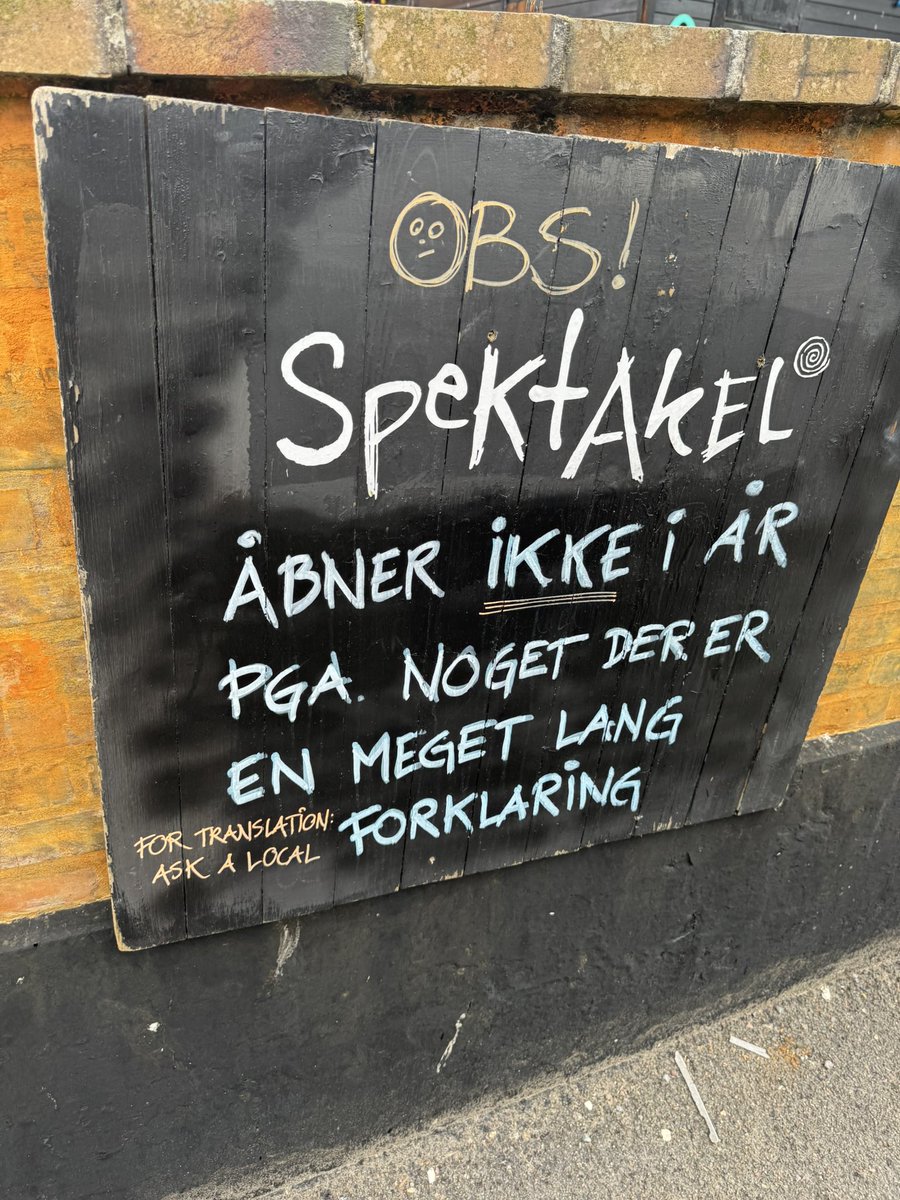 OBS!
SpektAkEL
ÅBNER iKKE i ÅR
PGA. NOGET DER ER
EN MEGET LANG
FORKLARiNG
FOR TRANSLATION:
ASK A LOCAL